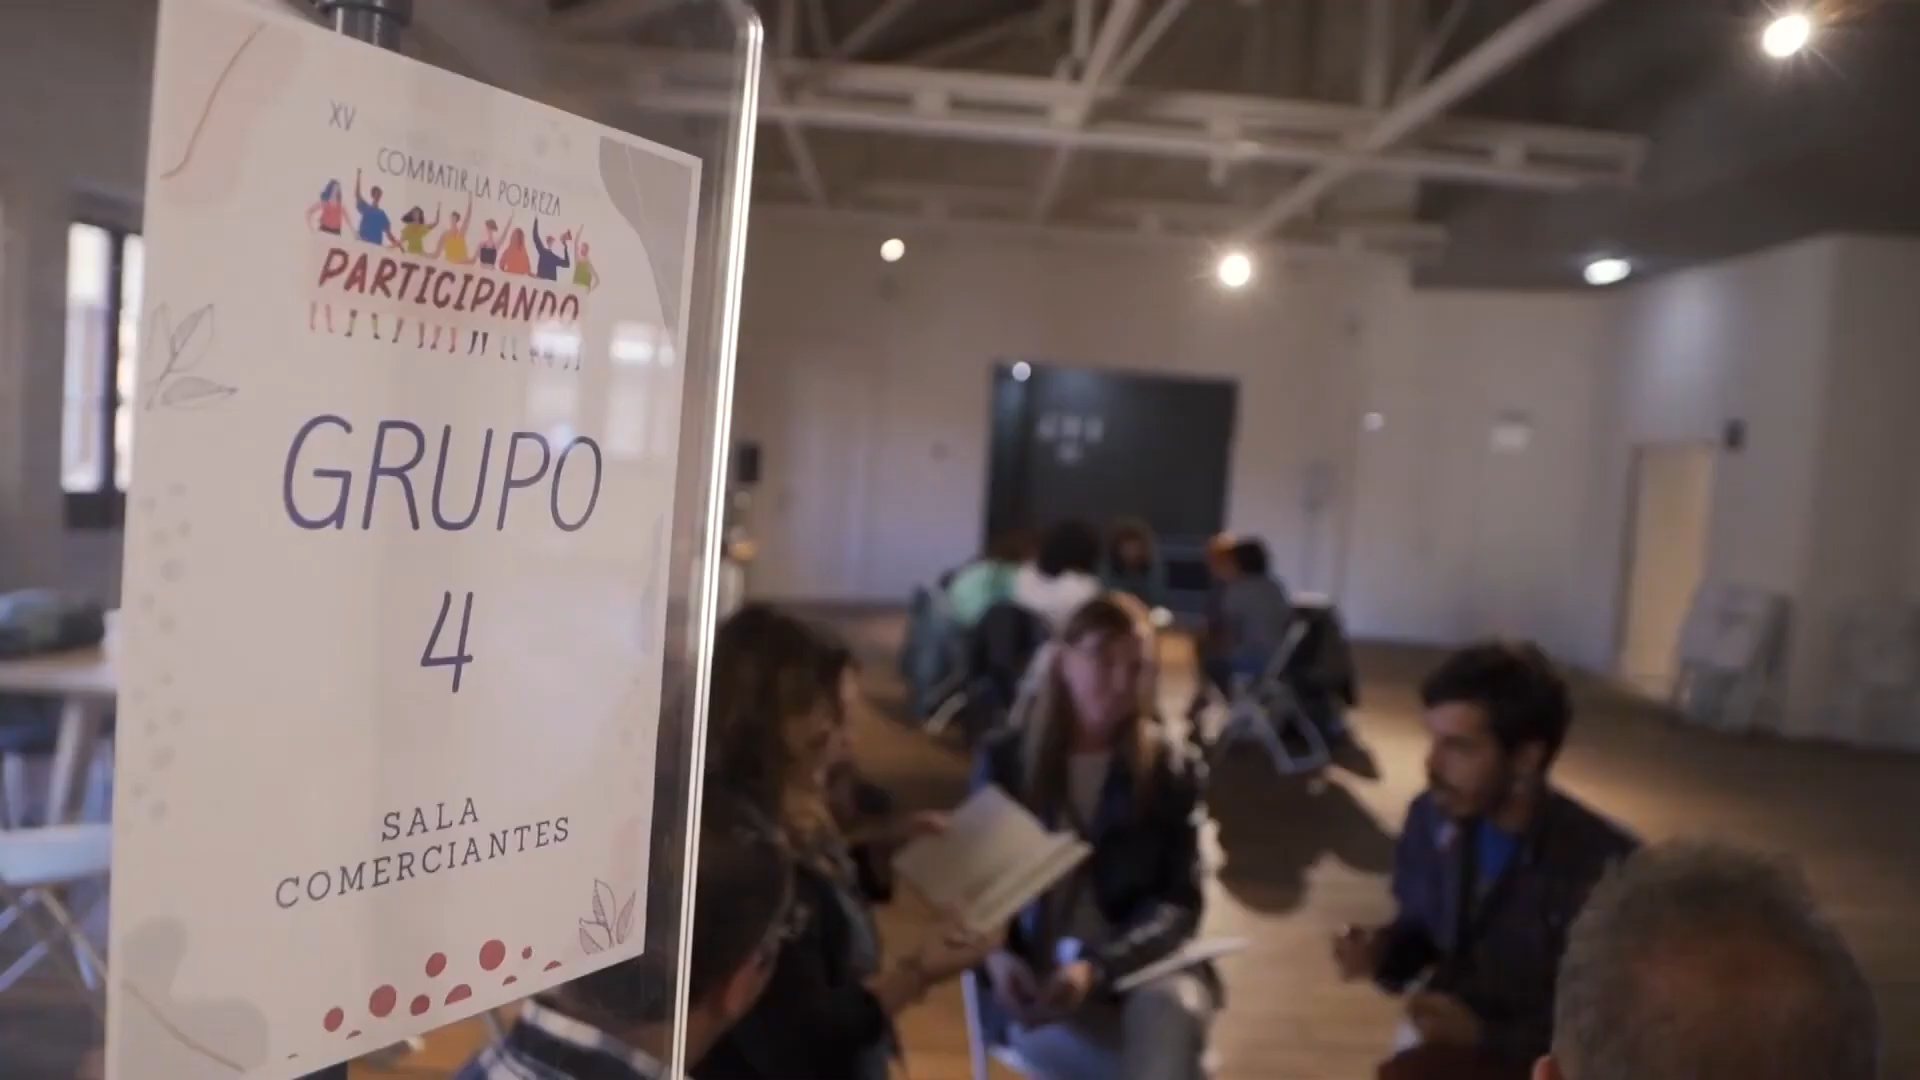 XV
COMBATIR LA POBREZA
PARTICIPANDO
GRUPO
4
SALA
COMERCIANTES